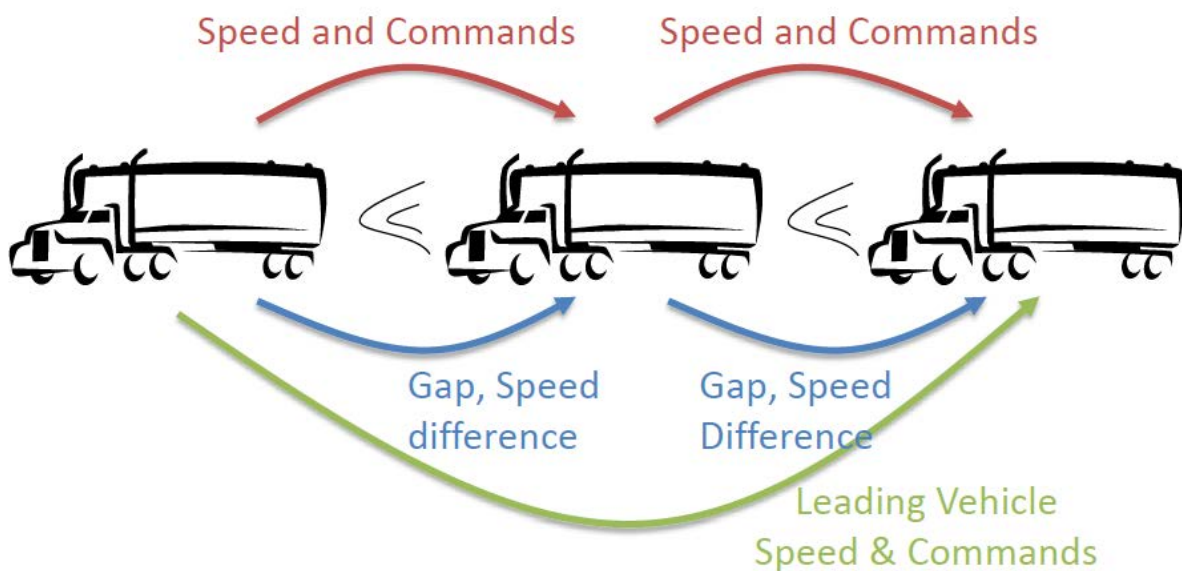 Speed and Commands
Speed and Commands
Gap, Speed
difference
Gap, Speed
Difference
Leading Vehicle
Speed & Commands